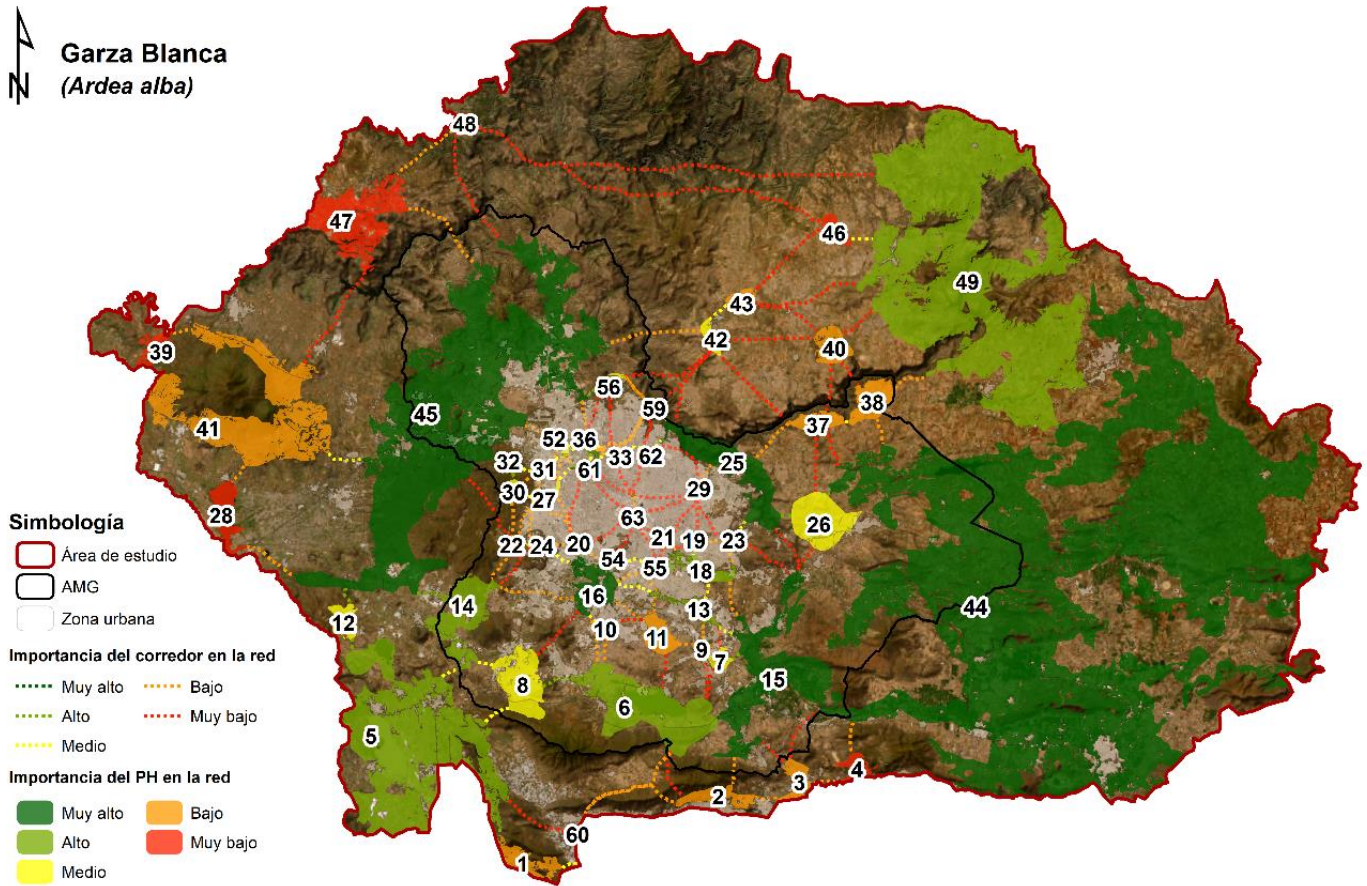 N
Garza Blanca
(Ardea alba)
48
47
46
49
43
42
40
39
38
56
59
37
41
45
52
36
33
62
25
32
31
61
30
27
29
28
26
63
22
24
20
21
19
23
54
55
18
14
16
13
44
12
10
11
9
7
15
8
6
5
4
3
2
60
1
Simbología
Área de estudio
AMG
Zona urbana
Importancia del corredor en la red
Muy alto
Bajo
Alto
Muy bajo
Medio
Importancia del PH en la red
Muy alto
Bajo
Alto
Muy bajo
Medio